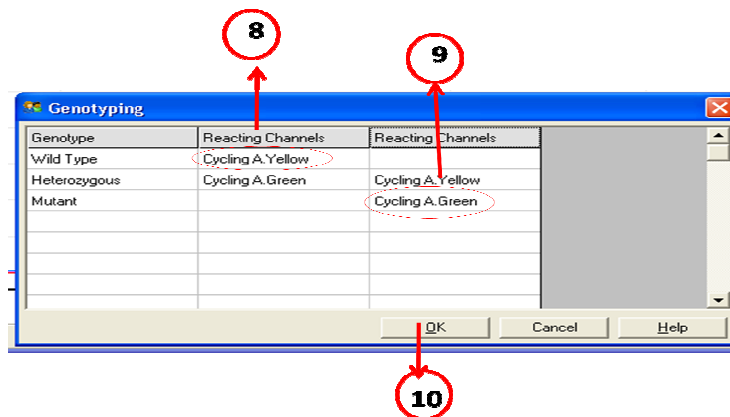 8
9
Genotyping
Genotype Reacting Channels Reacting Channels
Wild Type Cycling A.Yellow
Heterozygous Cycling A.Green Cycling A.Yellow
Mutant Cycling A.Green
OK Cancel Help
10